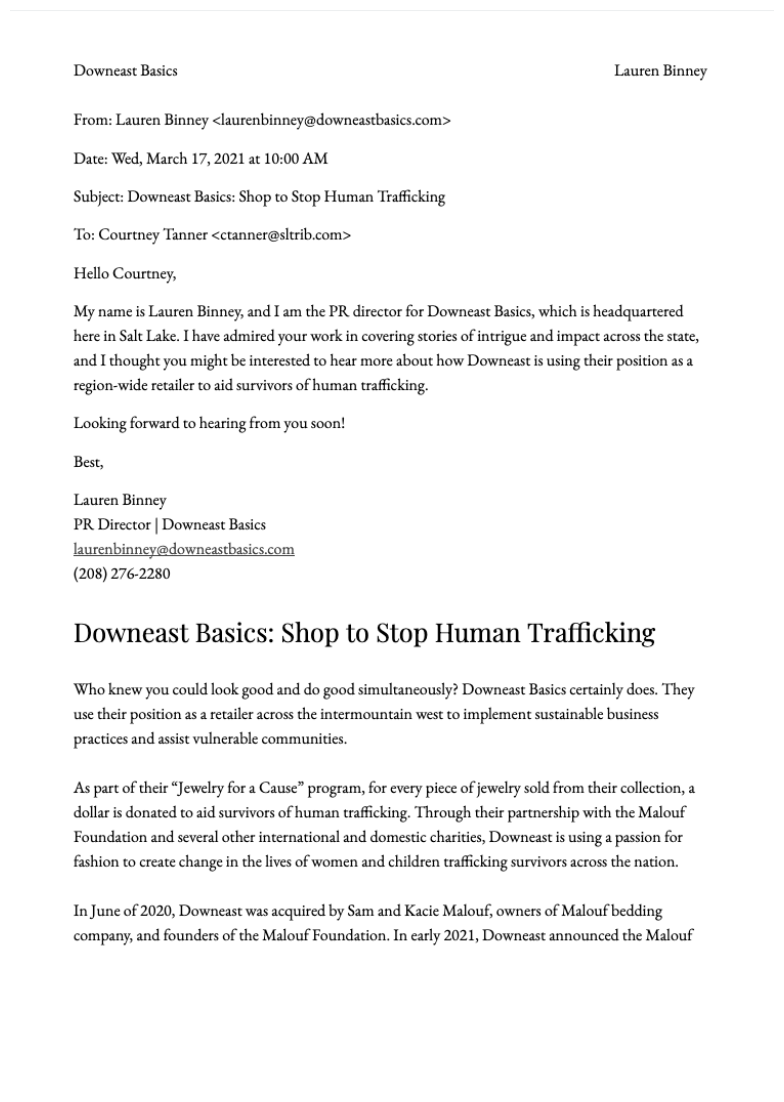 Downeast Basics Lauren Binney
From: Lauren Binney <laurenbinney@downeastbasics.com>
Date: Wed, March 17, 2021 at 10:00 AM
Subject: Downeast Basics: Shop to Stop Human Trafficking
To: Courtney Tanner <ctanner@sltrib.com>
Hello Courtney,
My name is Lauren Binney, and I am the PR director for Downeast Basics, which is headquartered
here in Salt Lake. I have admired your work in covering stories of intrigue and impact across the state,
and I thought you might be interested to hear more about how Downeast is using their position as a
region-wide retailer to aid survivors of human trafficking.
Looking forward to hearing from you soon!
Best,
Lauren Binney
PR Director | Downeast Basics
laurenbinney@downeastbasics.com
(208) 276-2280
Downeast Basics: Shop to Stop Human Trafficking
Who knew you could look good and do good simultaneously? Downeast Basics certainly does. They
use their position as a retailer across the intermountain west to implement sustainable business
practices and assist vulnerable communities.
As part of their “Jewelry for a Cause” program, for every piece of jewelry sold from their collection, a
dollar is donated to aid survivors of human trafficking. Through their partnership with the Malouf
Foundation and several other international and domestic charities, Downeast is using a passion for
fashion to create change in the lives of women and children trafficking survivors across the nation.
In June of 2020, Downeast was acquired by Sam and Kacie Malouf, owners of Malouf bedding
company, and founders of the Malouf Foundation. In early 2021, Downeast announced the Malouf